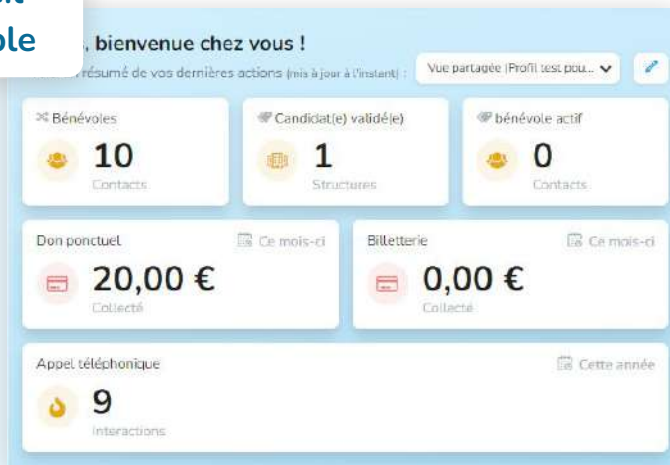 ole
, bienvenue chez vous !
résumé de vos dernières actions (mis à jour à l'instant) :
Vue partagée (Profil test pou...
Bénévoles
10
Contacts
Candidat(e) validé(e)
1
Structures
bénévole actif
0
Contacts
Don ponctuel
Ce mois-ci
20,00 €
Collecté
Billetterie
Ce mois-ci
0,00 €
Collecté
Appel téléphonique
Cette année
9
Interactions